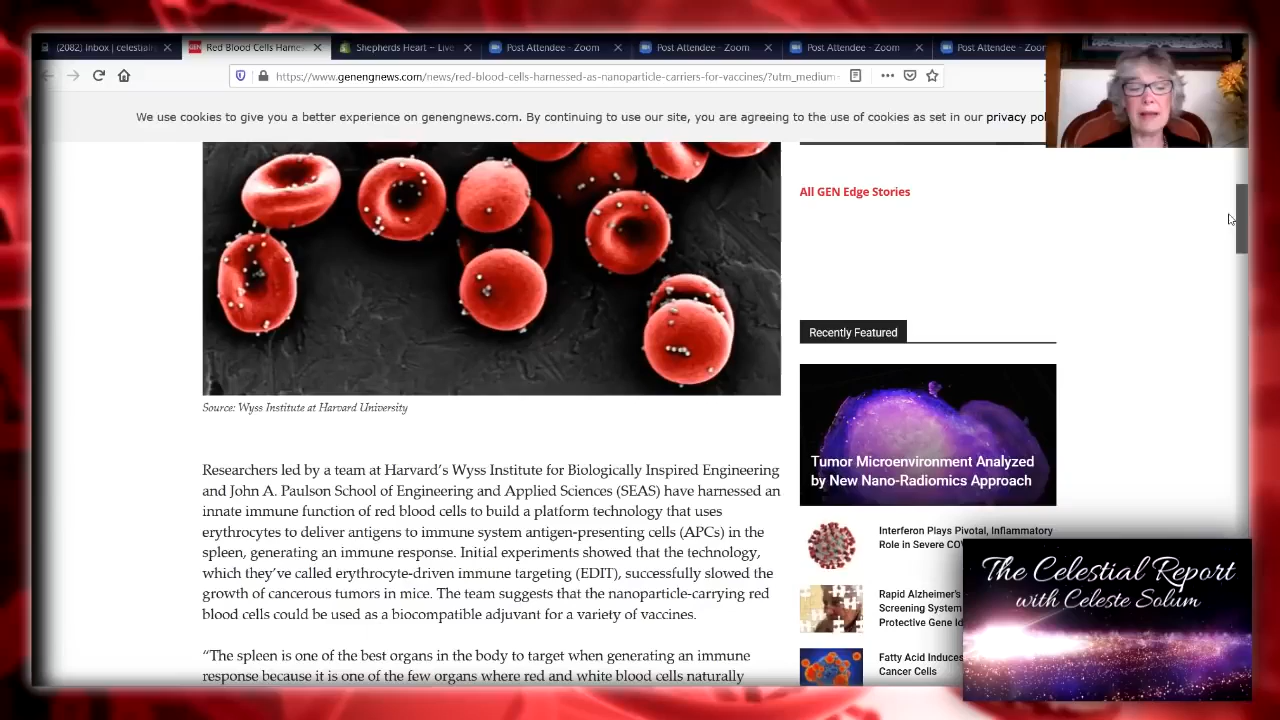 (2082) Inbox | celestial
Red Blood Cells Harnes
Shepherds Heart – Live
Post Attendee - Zoom
Post Attendee - Zoom
Post Attendee - Zoom
Post Attendee - Zoom
https://www.genengnews.com/news/red-blood-cells-harnessed-as-nanoparticle-carriers-for-vaccines/?utm_medium
We use cookies to give you a better experience on genengnews.com. By continuing to use our site, you are agreeing to the use of cookies as set in our privacy pol
All GEN Edge Stories
Recently Featured
Tumor Microenvironment Analyzed
by New Nano-Radiomics Approach
Interferon Plays Pivotal, Inflammatory
Role in Severe CO
Rapid Alzheimer's
Screening System
Protective Gene Id
Fatty Acid Induces
Cancer Cells
Source: Wyss Institute at Harvard University
Researchers led by a team at Harvard's Wyss Institute for Biologically Inspired Engineering
and John A. Paulson School of Engineering and Applied Sciences (SEAS) have harnessed an
innate immune function of red blood cells to build a platform technology that uses
erythrocytes to deliver antigens to immune system antigen-presenting cells (APCs) in the
spleen, generating an immune response. Initial experiments showed that the technology,
which they've called erythrocyte-driven immune targeting (EDIT), successfully slowed the
growth of cancerous tumors in mice. The team suggests that the nanoparticle-carrying red
blood cells could be used as a biocompatible adjuvant for a variety of vaccines.
"The spleen is one of the best organs in the body to target when generating an immune
response because it is one of the few organs where red and white blood cells naturally
The Celestial Report
with Celeste Solum